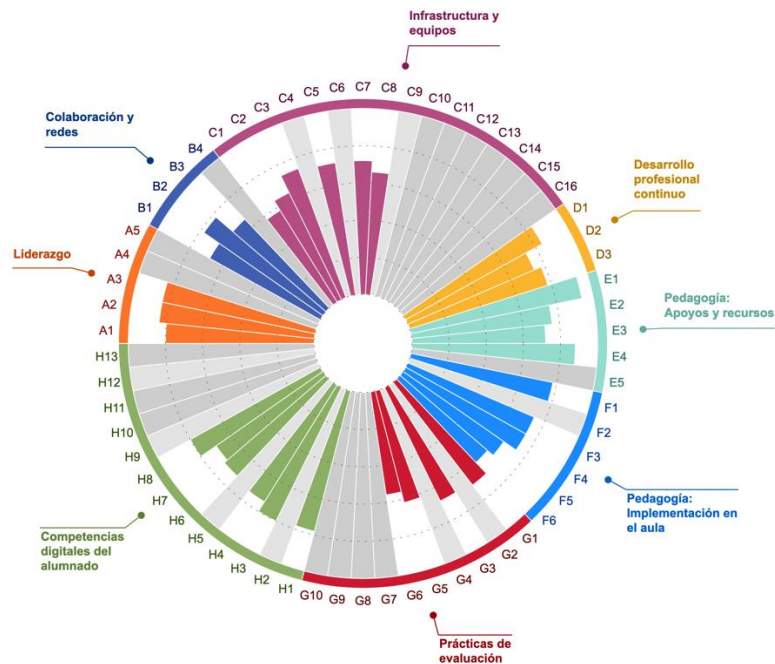 Infrastructura y
equipos
Colaboración y
redes
Desarrollo
profesional
continuo
Liderazgo
Pedagogía:
Apoyos y recursos
Competencias
digitales del
alumnado
Pedagogía:
Implementación en
el aula
Prácticas de
evaluación
A1
A2
A3
A4
A5
B1
B2
B3
B4
C1
C2
C3
C4
C5
C6
C7
C8
C9
C10
C11
C12
C13
C14
C15
C16
D1
D2
D3
E1
E2
E3
E4
E5
F1
F2
F3
F4
F5
F6
G1
G2
G3
G4
G5
G6
G7
G8
G9
G10
H1
H2
H3
H4
H5
H6
H7
H8
H9
H10
H11
H12
H13